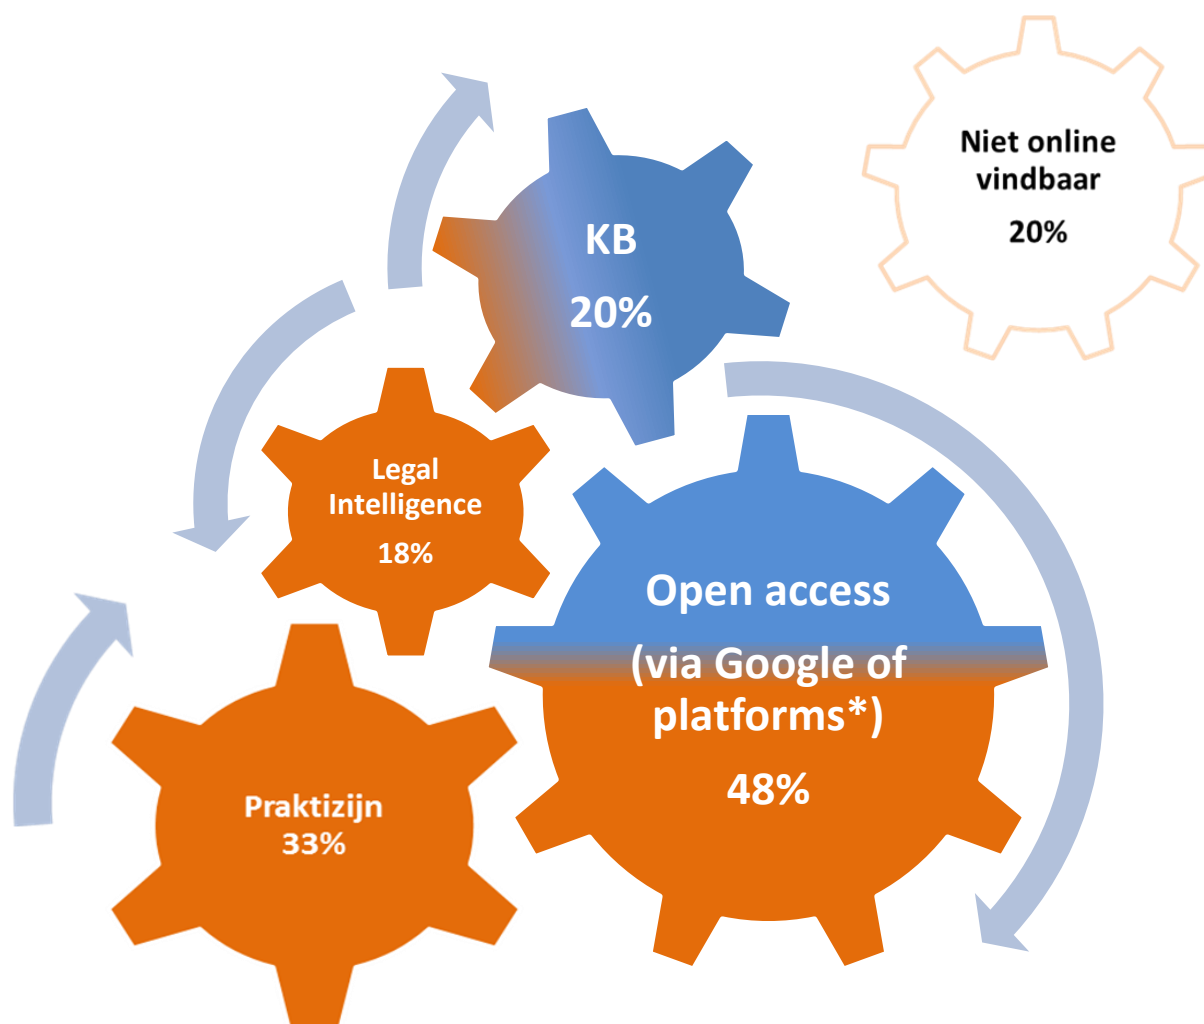 Niet online
vindbaar
20%
KB
20%
Legal
Intelligence
18%
Open access
(via Google of
platforms*)
48%
Praktizijn
33%